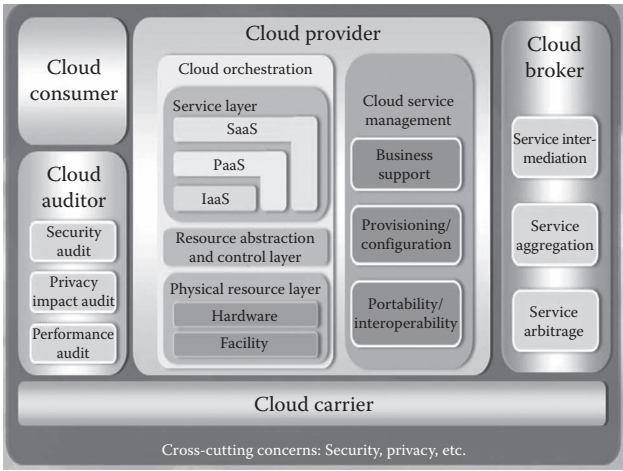 Cloud
consumer
Cloud
auditor
Security
audit
Privacy
impact audit
Performance
audit
Cloud provider
Cloud orchestration
Service layer
SaaS
PaaS
IaaS
Resource abstraction
and control layer
Physical resource layer
Hardware
Facility
Cloud service
management
Business
support
Provisioning/
configuration
Portability/
interoperability
Cloud
broker
Service inter-
mediation
Service
aggregation
Service
arbitrage
Cloud carrier
Cross-cutting concerns: Security, privacy, etc.